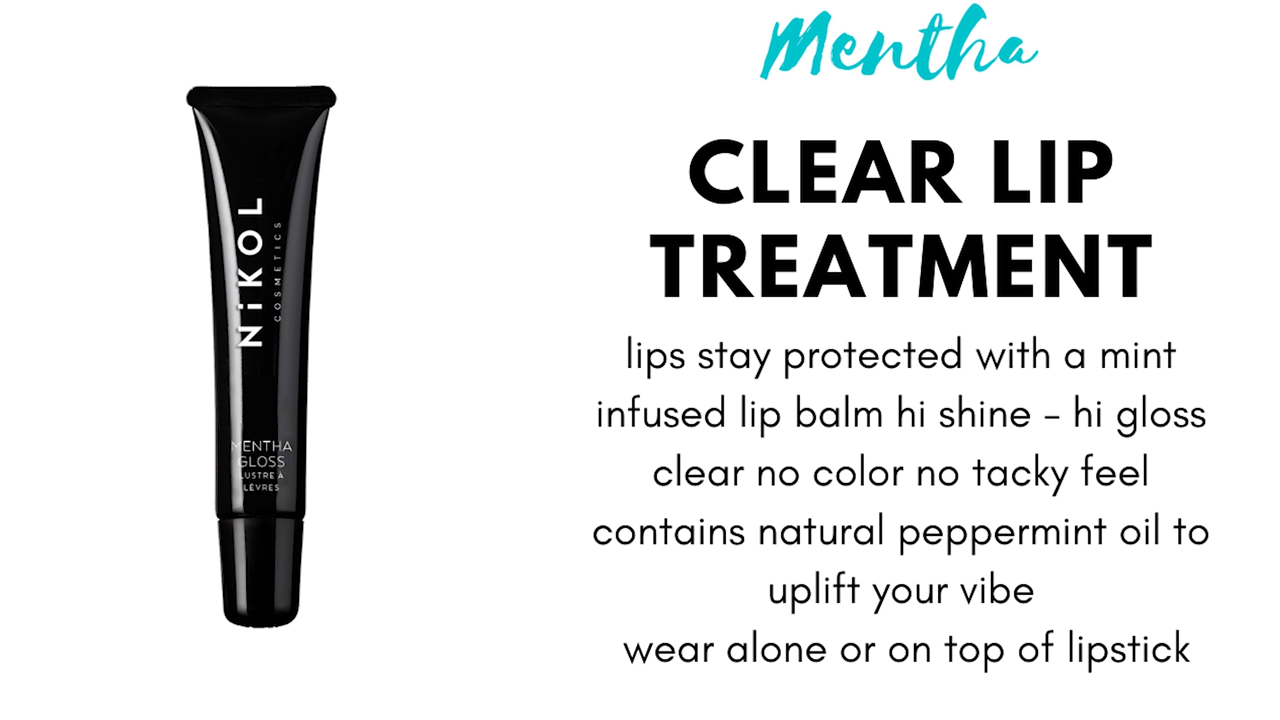 NiKOL
COSMETICS
MENTHA
GLOSS
LUSTRE À
LÈVRES
Mentha
CLEAR LIP
TREATMENT
lips stay protected with a mint
infused lip balm hi shine – hi gloss
clear no color no tacky feel
contains natural peppermint oil to
uplift your vibe
wear alone or on top of lipstick